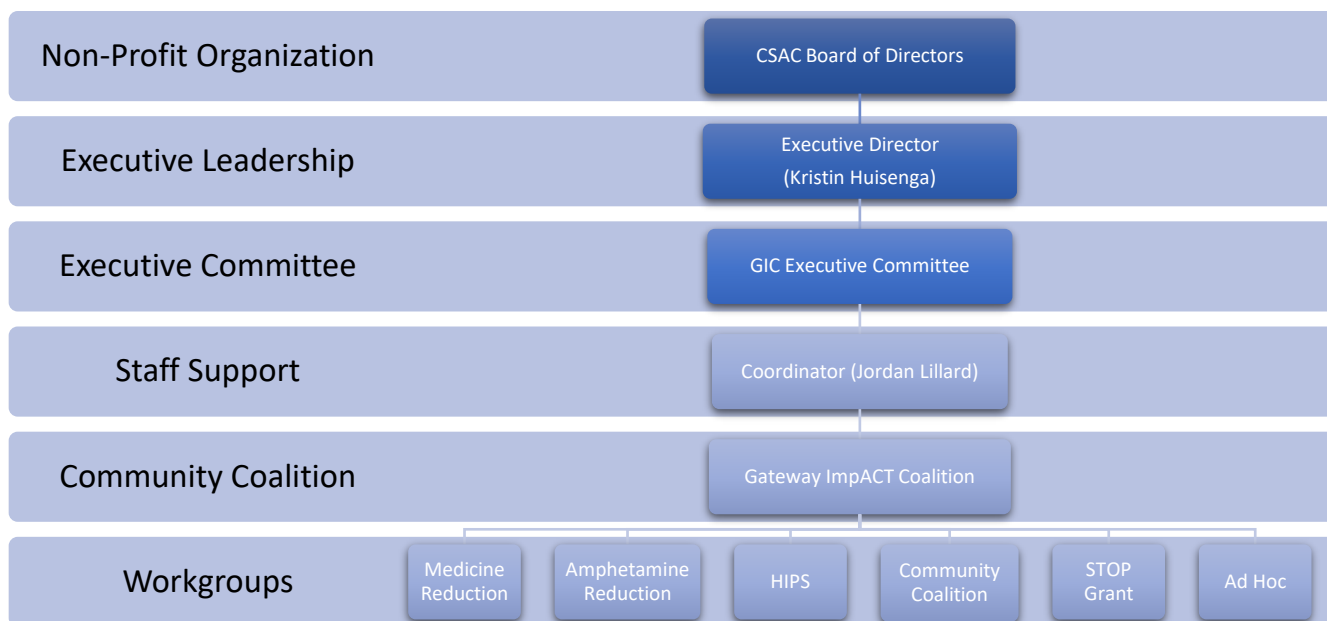 Non-Profit Organization
CSAC Board of Directors
Executive Leadership
Executive Director
(Kristin Huisenga)
Executive Committee
GIC Executive Committee
Staff Support
Coordinator (Jordan Lillard)
Community Coalition
Gateway ImpACT Coalition
Workgroups
Medicine
Reduction
Amphetamine
Reduction
HIPS
Community
Coalition
STOP
Grant
Ad Hoc